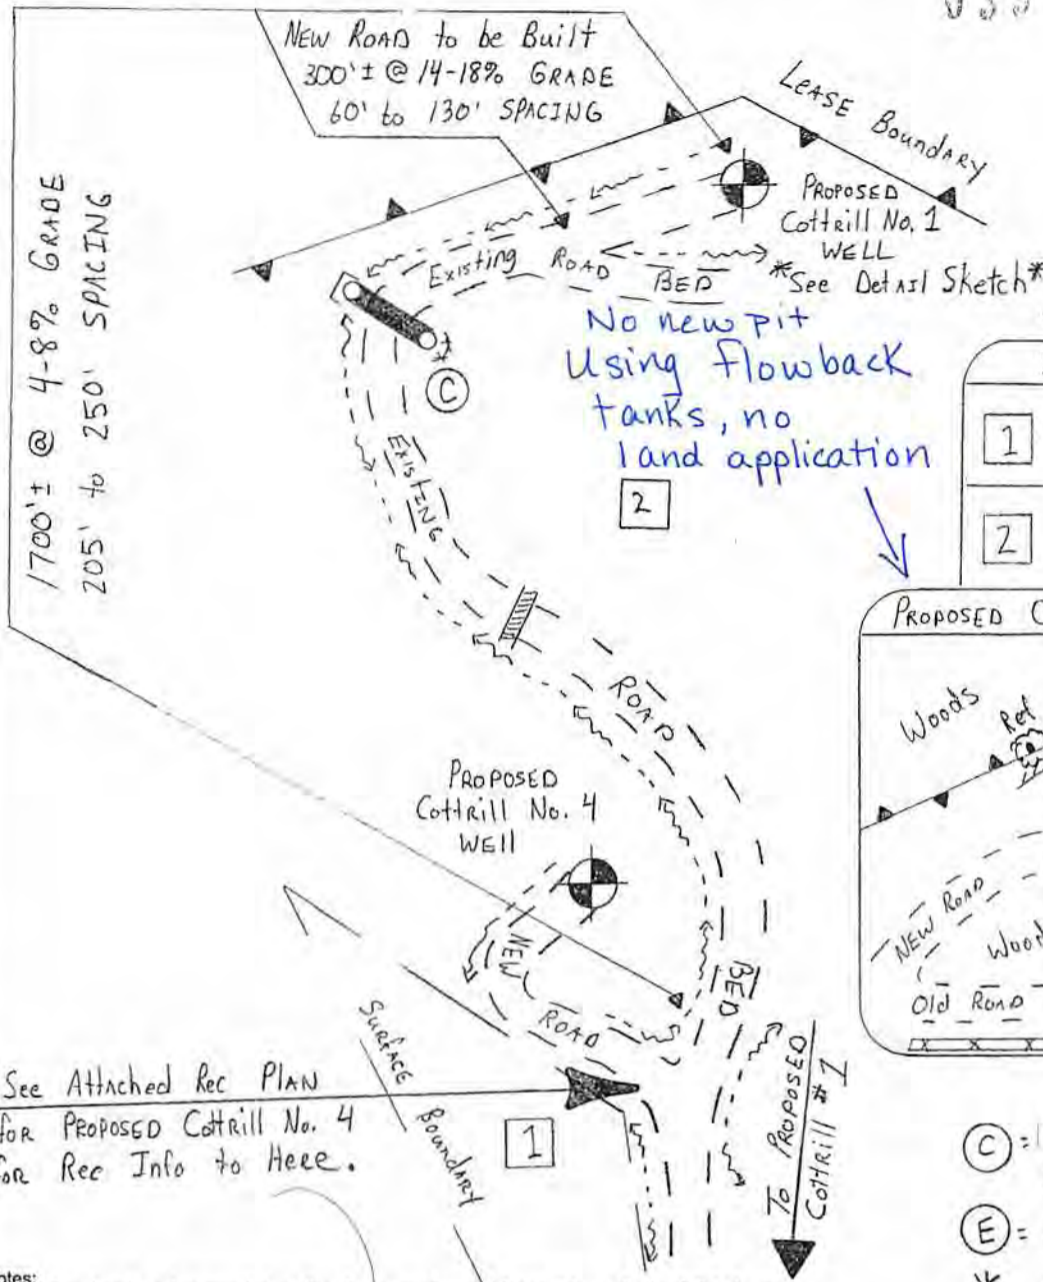 NEW ROAD to be Built
300'± @ 14-18% GRADE
60' to 130' SPACING
LEASE BOUNDARY
1700'± @ 4-8% GRADE
205' to 250' SPACING
PROPOSED
Cottrill No. 1
WELL
*See Detail Sketch*
Existing ROAD BED
No new pit
Using flowback
tanks, no
land application
C
1
2
2
EXISTING
ROAD
BED
PROPOSED C
Woods
Ref
NEW ROAD
Old ROAD
PROPOSED
Cottrill No. 4
WEll
NEW
ROAD
SURFACE
BOUNDARY
See Attached Rec PLAN
for PROPOSED Cottrill No. 4
for Rec Info to Here.
1
To PROPOSED
Cottrill #1
C =
E =